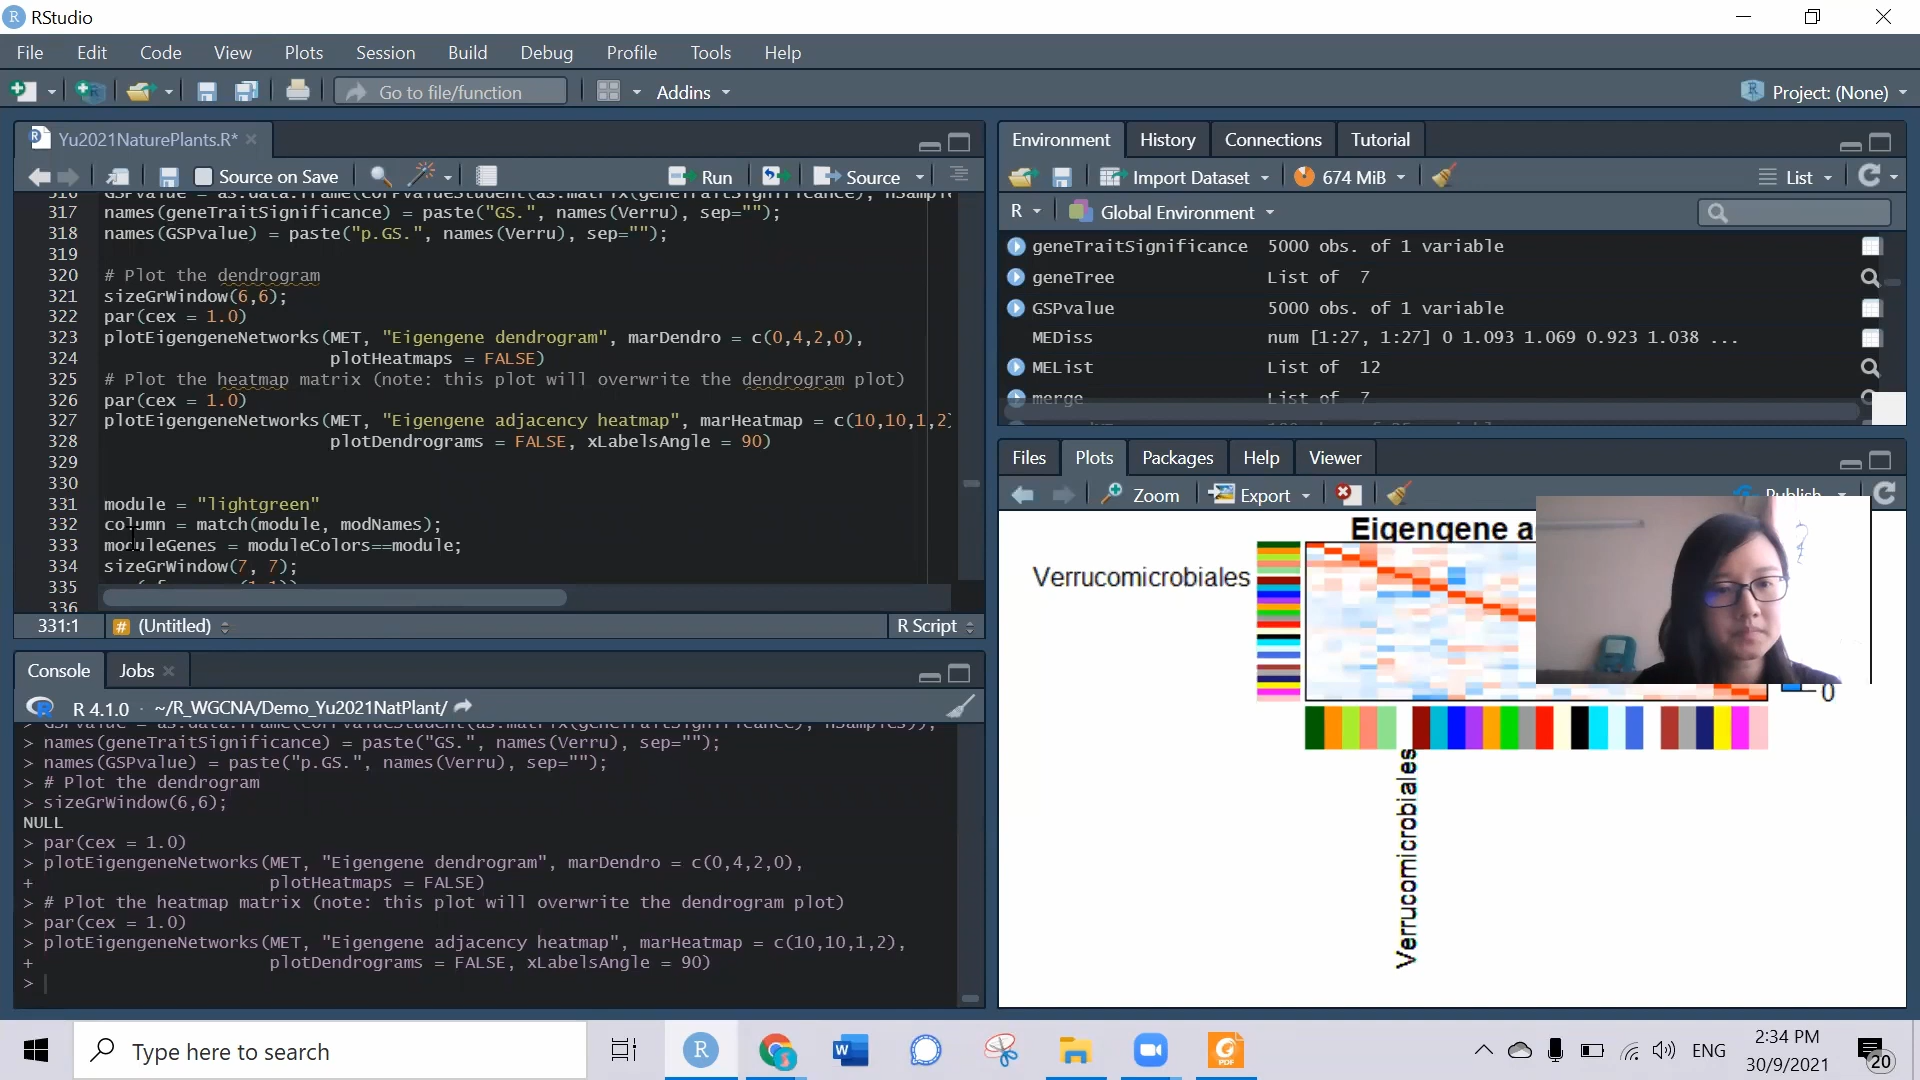 RStudio
File Edit Code View Plots Session Build Debug Profile Tools Help
Go to file/function Addins Project: (None)
Yu2021NaturePlants.R*
Source on Save Run Source
317 names(geneTraitSignificance) = paste("GS.", names(Verru), sep="");
318 names(GSPvalue) = paste("p.GS.", names(Verru), sep="");
319
320 # Plot the dendrogram
321 sizeGrWindow(6,6);
322 par(cex = 1.0)
323 plotEigengeneNetworks(MET, "Eigengene dendrogram", marDendro = c(0,4,2,0),
324 plotHeatmaps = FALSE)
325 # Plot the heatmap matrix (note: this plot will overwrite the dendrogram plot)
326 par(cex = 1.0)
327 plotEigengeneNetworks(MET, "Eigengene adjacency heatmap", marHeatmap = c(10,10,1,2)
328 plotDendrograms = FALSE, xLabelsAngle = 90)
329
330
331 module = "lightgreen"
332 column = match(module, modNames);
333 moduleGenes = moduleColors==module;
334 sizeGrWindow(7, 7);
335
336
331:1 # (Untitled) R Script
Console Jobs
R 4.1.0 · ~/R_WGCNA/Demo_Yu2021NatPlant/
> names(geneTraitSignificance) = paste("GS.", names(Verru), sep="");
> names(GSPvalue) = paste("p.GS.", names(Verru), sep="");
> # Plot the dendrogram
> sizeGrWindow(6,6);
NULL
> par(cex = 1.0)
> plotEigengeneNetworks(MET, "Eigengene dendrogram", marDendro = c(0,4,2,0),
+ plotHeatmaps = FALSE)
> # Plot the heatmap matrix (note: this plot will overwrite the dendrogram plot)
> par(cex = 1.0)
> plotEigengeneNetworks(MET, "Eigengene adjacency heatmap", marHeatmap = c(10,10,1,2),
+ plotDendrograms = FALSE, xLabelsAngle = 90)
>
Environment History Connections Tutorial
Import Dataset 674 MiB List
R Global Environment
geneTraitSignificance 5000 obs. of 1 variable
geneTree List of 7
GSPvalue 5000 obs. of 1 variable
MEDiss num [1:27, 1:27] 0 1.093 1.069 0.923 1.038 ...
MEList List of 12
merge List of 7
Files Plots Packages Help Viewer
Zoom Export Publish
Eigengene a
Verrucomicrobiales
0
Verrucomicrobiales
Type here to search
ENG
2:34 PM
30/9/2021
20